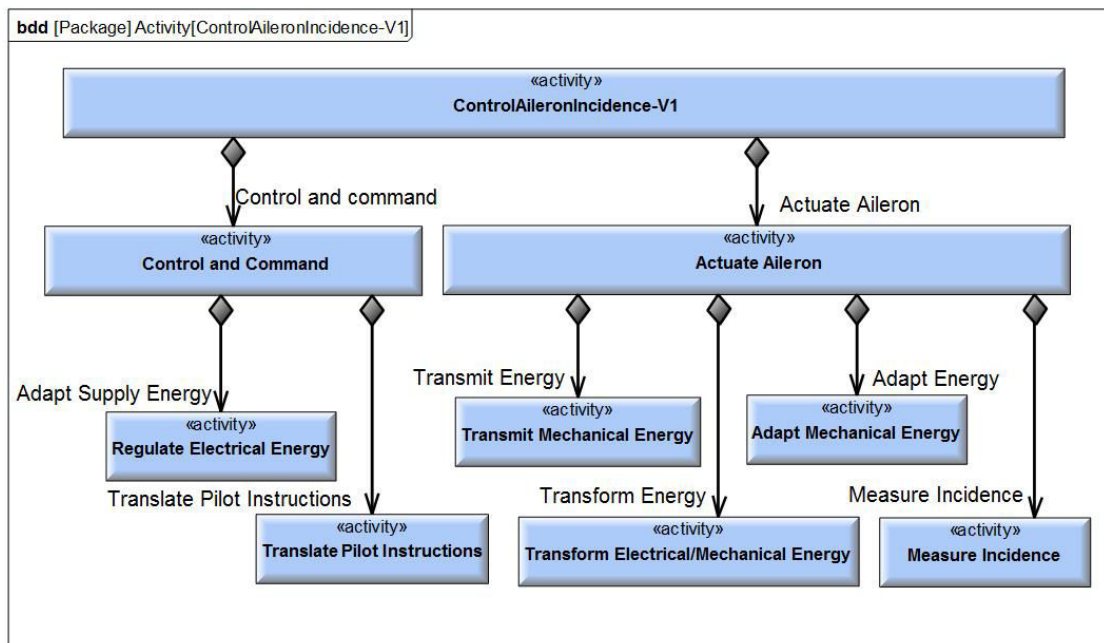 bdd [Package] Activity[ControlAileronIncidence-V1]
«activity»
ControlAileronIncidence-V1
Control and command
Actuate Aileron
«activity»
Control and Command
«activity»
Actuate Aileron
Adapt Supply Energy
Transmit Energy
Adapt Energy
«activity»
Regulate Electrical Energy
«activity»
Transmit Mechanical Energy
«activity»
Adapt Mechanical Energy
Translate Pilot Instructions
Transform Energy
Measure Incidence
«activity»
Translate Pilot Instructions
«activity»
Transform Electrical/Mechanical Energy
«activity»
Measure Incidence